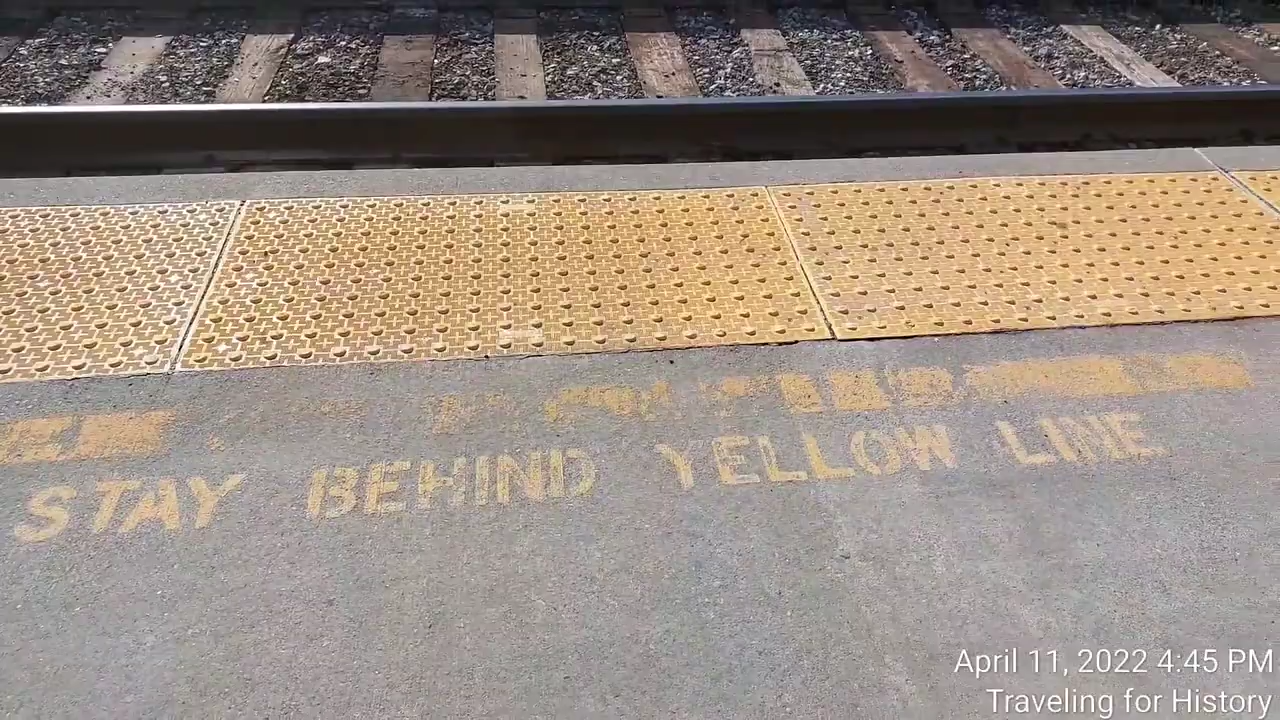 STAY BEHIND YELLOW LINE
April 11, 2022 4:45 PM
Traveling for History